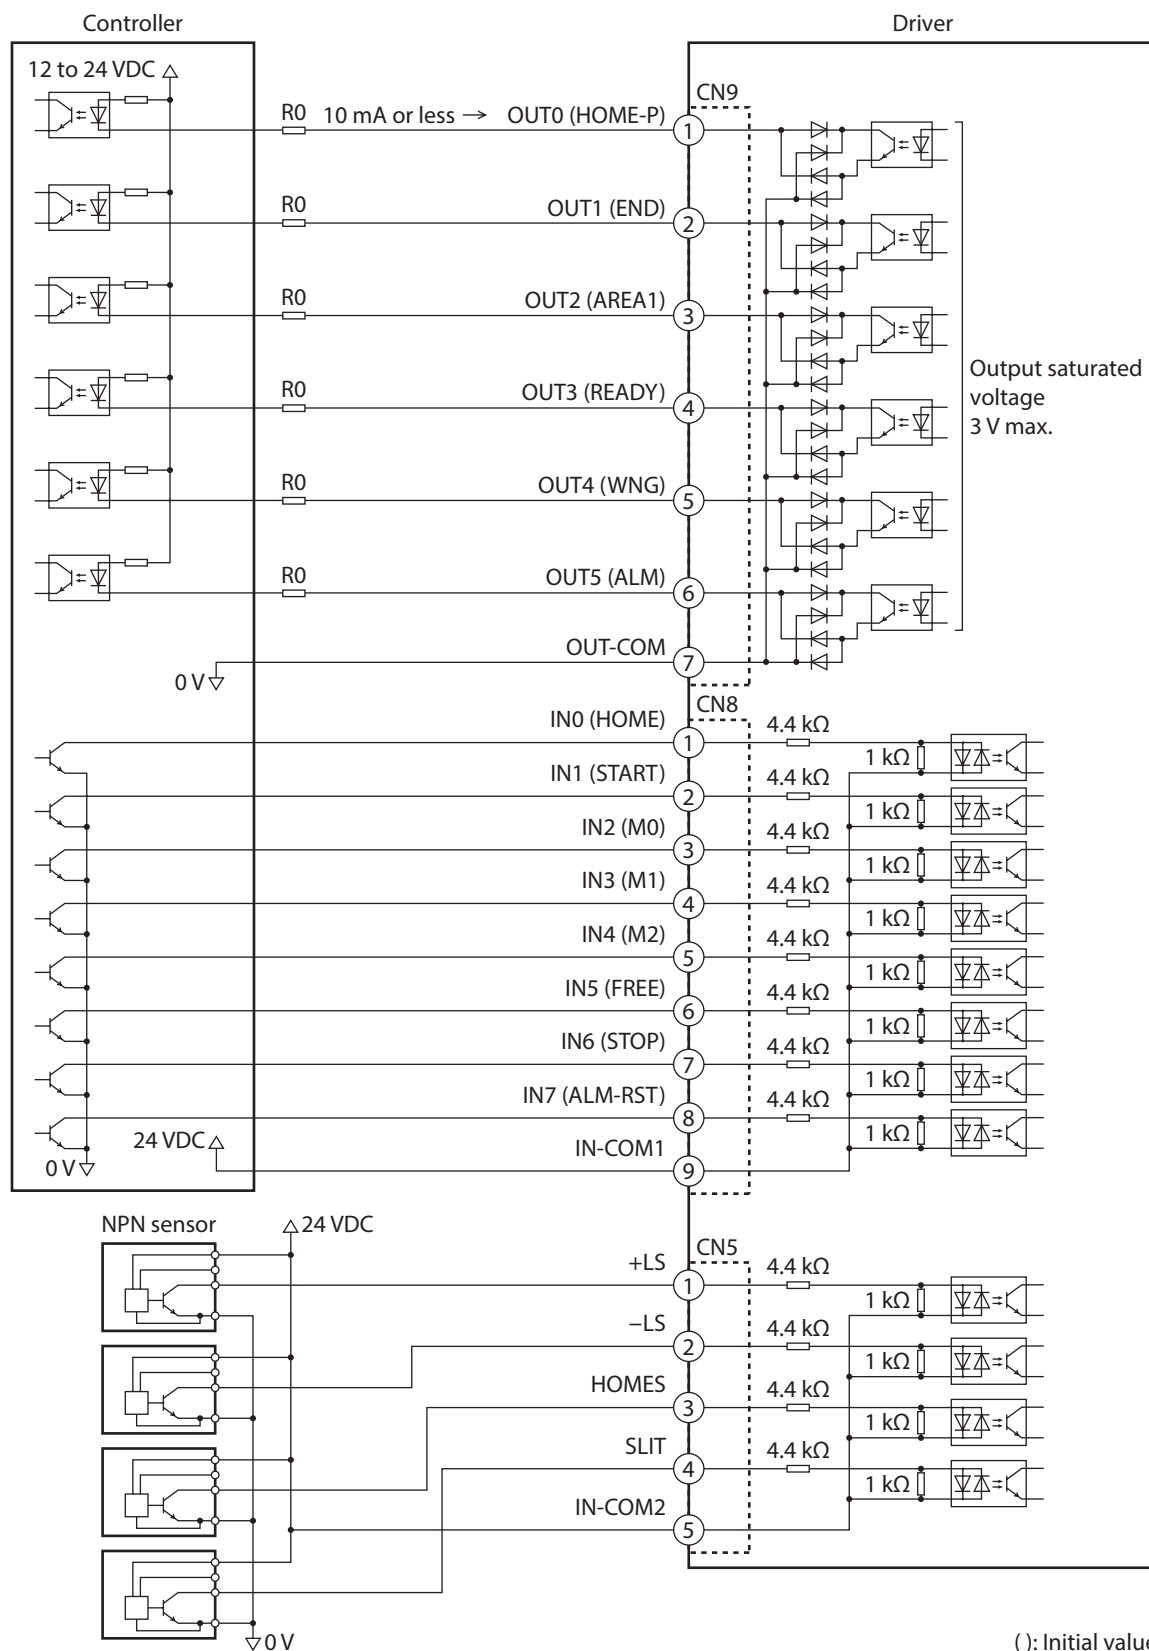 Controller
Driver
12 to 24 VDC
CN9
R0
10 mA or less → OUT0 (HOME-P)
1
R0
OUT1 (END)
2
R0
OUT2 (AREA1)
3
Output saturated
voltage
3 V max.
R0
OUT3 (READY)
4
R0
OUT4 (WNG)
5
R0
OUT5 (ALM)
6
OUT-COM
7
0 V
CN8
IN0 (HOME)
1
4.4 kΩ
1 kΩ
IN1 (START)
2
4.4 kΩ
1 kΩ
IN2 (M0)
3
4.4 kΩ
1 kΩ
IN3 (M1)
4
4.4 kΩ
1 kΩ
IN4 (M2)
5
4.4 kΩ
1 kΩ
IN5 (FREE)
6
4.4 kΩ
1 kΩ
IN6 (STOP)
7
4.4 kΩ
1 kΩ
IN7 (ALM-RST)
8
4.4 kΩ
1 kΩ
24 VDC
IN-COM1
9
0 V
NPN sensor
24 VDC
CN5
+LS
1
4.4 kΩ
1 kΩ
−LS
2
4.4 kΩ
1 kΩ
HOMES
3
4.4 kΩ
1 kΩ
SLIT
4
4.4 kΩ
1 kΩ
IN-COM2
5
0 V
( ): Initial value